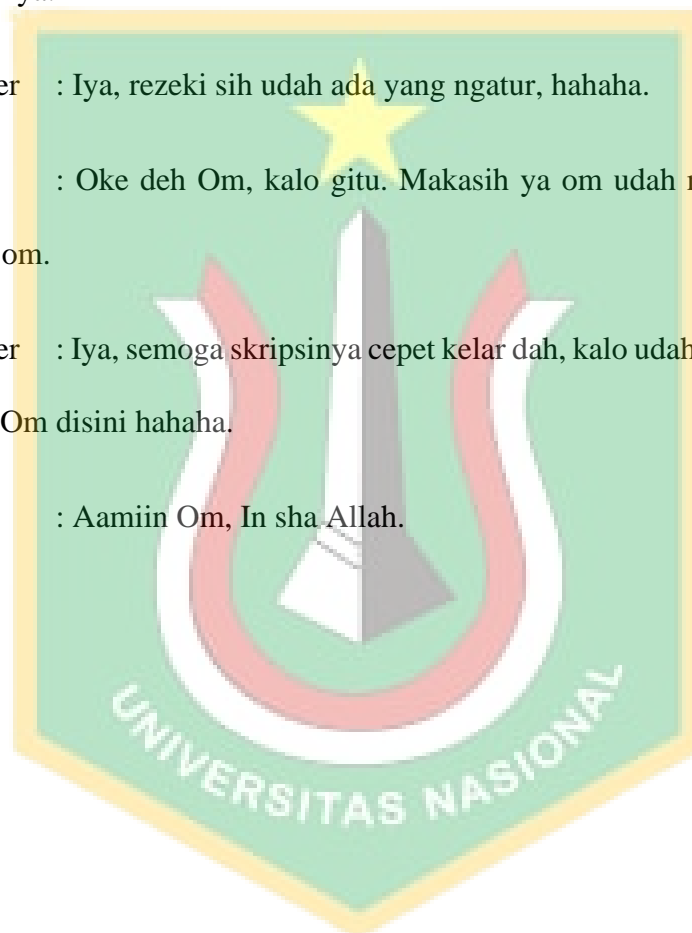 er : Iya, rezeki sih udah ada yang ngatur, hahaha.
: Oke deh Om, kalo gitu. Makasih ya om udah
om.
er : Iya, semoga skripsinya cepet kelar dah, kalo udah
Om disini hahaha.
: Aamiin Om, In sha Allah.
UNIVERSITAS NASIONAL